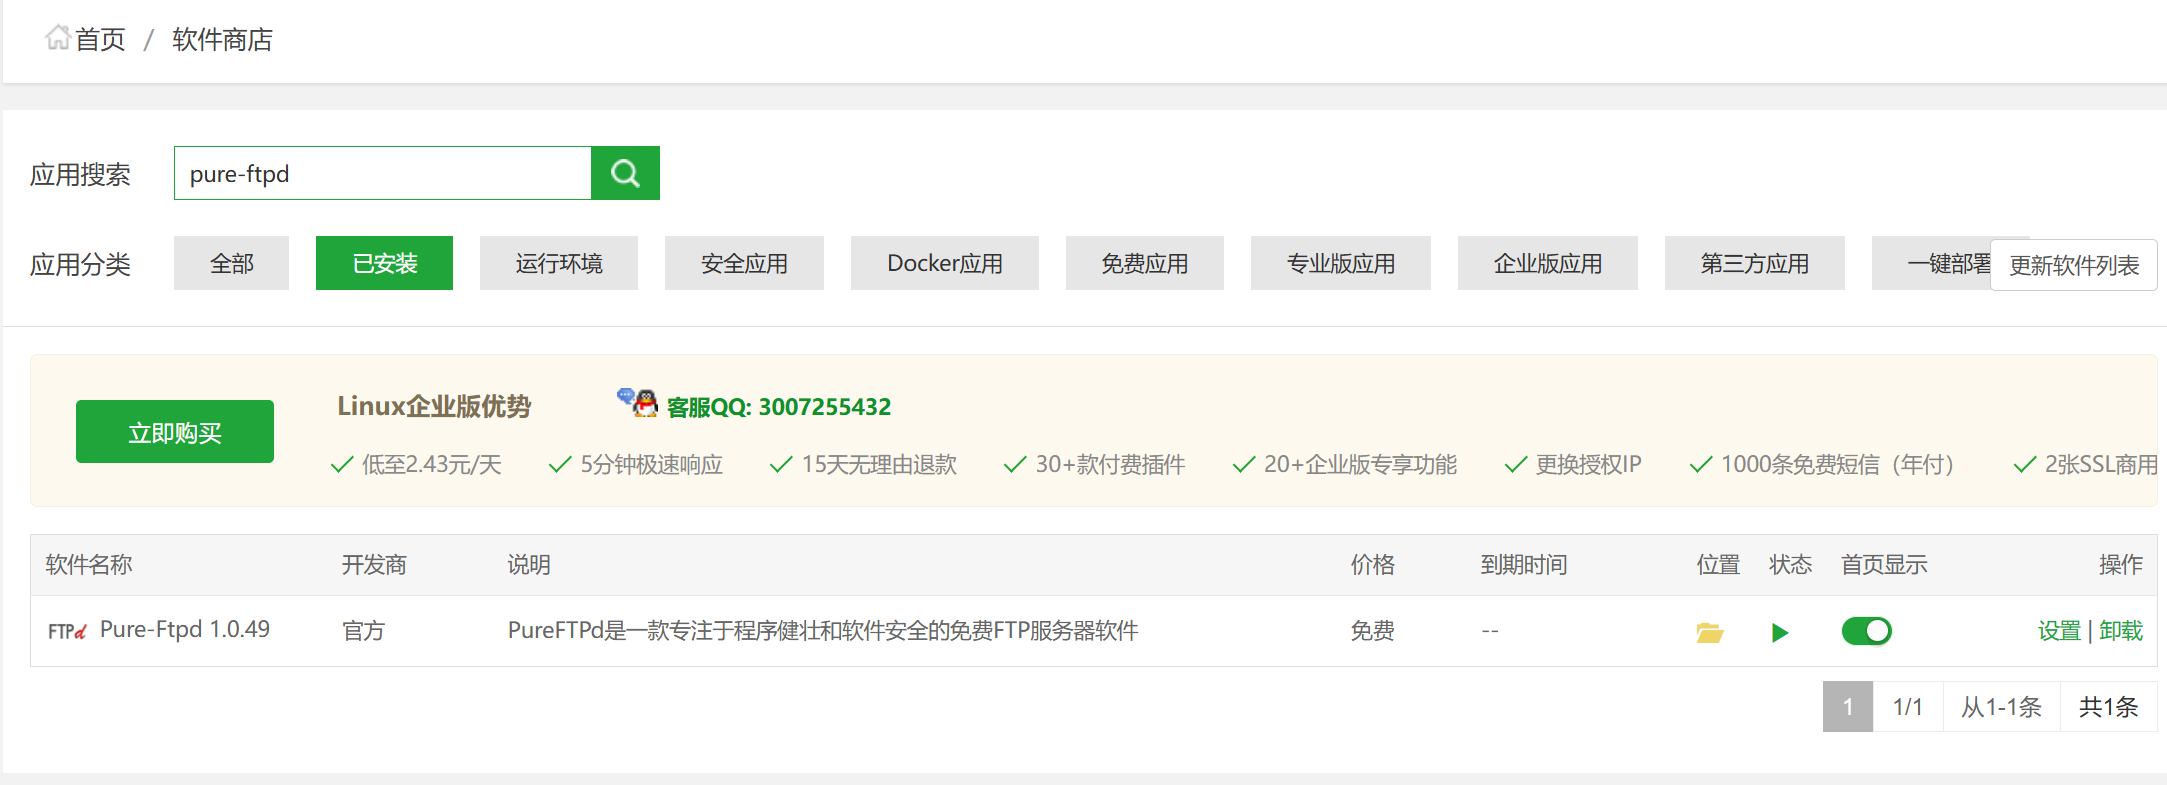 首页 / 软件商店
应用搜索 pure-ftpd
应用分类 全部 已安装 运行环境 安全应用 Docker应用 免费应用 专业版应用 企业版应用 第三方应用 一键部署 更新软件列表
立即购买
Linux企业版优势 客服QQ: 3007255432
低至2.43元/天 5分钟极速响应 15天无理由退款 30+款付费插件 20+企业版专享功能 更换授权IP 1000条免费短信（年付） 2张SSL商用
软件名称 开发商 说明 价格 到期时间 位置 状态 首页显示 操作
FTPd Pure-Ftpd 1.0.49 官方 PureFTPd是一款专注于程序健壮和软件安全的免费FTP服务器软件 免费 -- 设置 | 卸载
1 1/1 从1-1条 共1条